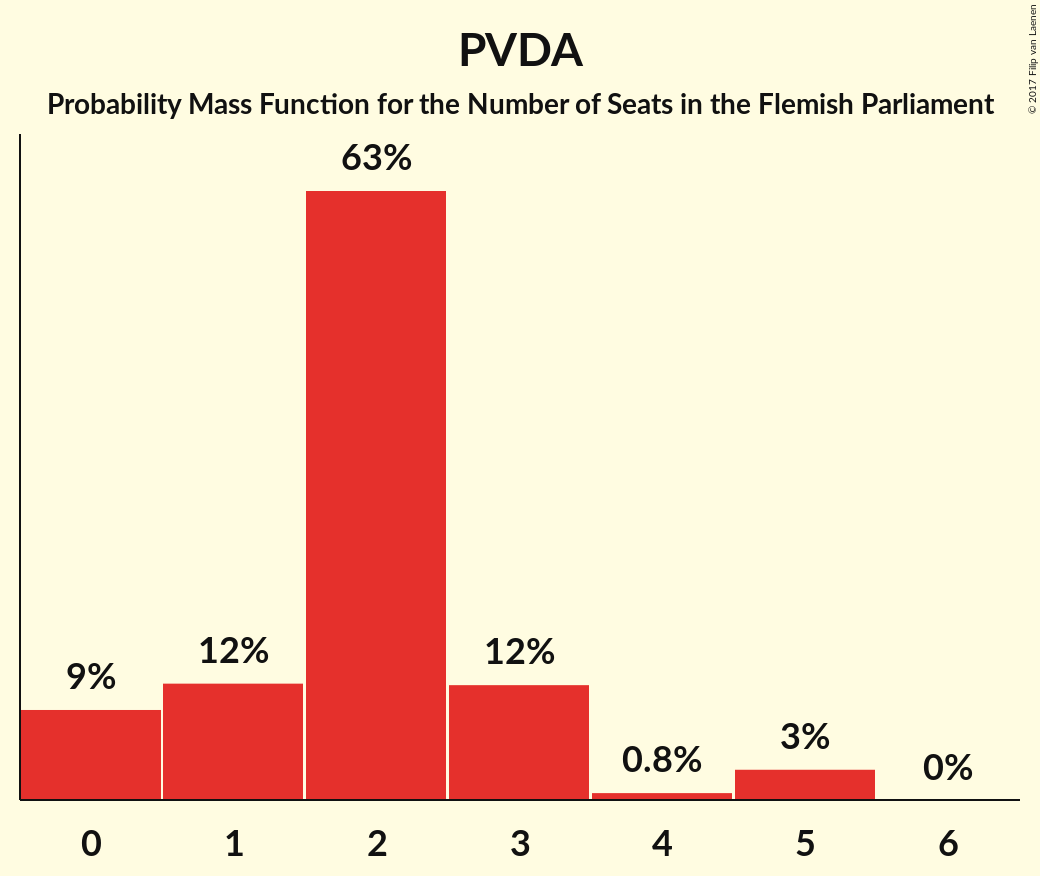 PVDA
Probability Mass Function for the Number of Seats in the Flemish Parliament
© 2017 Filip van Laenen
63%
12%
12%
9%
3%
0.8%
0%
0 1 2 3 4 5 6